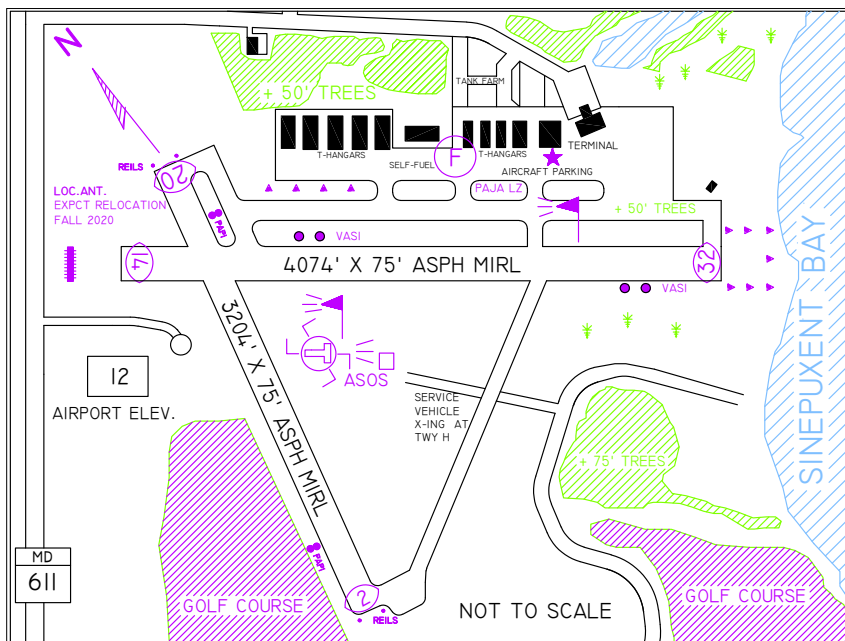 N
+ 50' TREES
TANK FARM
T-HANGARS
SELF-FUEL
F
T-HANGARS
TERMINAL
AIRCRAFT PARKING
REILS
20
PAJA LZ
LOC.ANT.
EXPCT RELOCATION
FALL 2020
PAPI
VASI
+ 50' TREES
14
4074' X 75' ASPH MIRL
32
VASI
SINEPUXENT BAY
3204' X 75' ASPH MIRL
12
AIRPORT ELEV.
ASOS
SERVICE
VEHICLE
X-ING AT
TWY H
+ 75' TREES
PAPI
MD
611
GOLF COURSE
2
REILS
NOT TO SCALE
GOLF COURSE